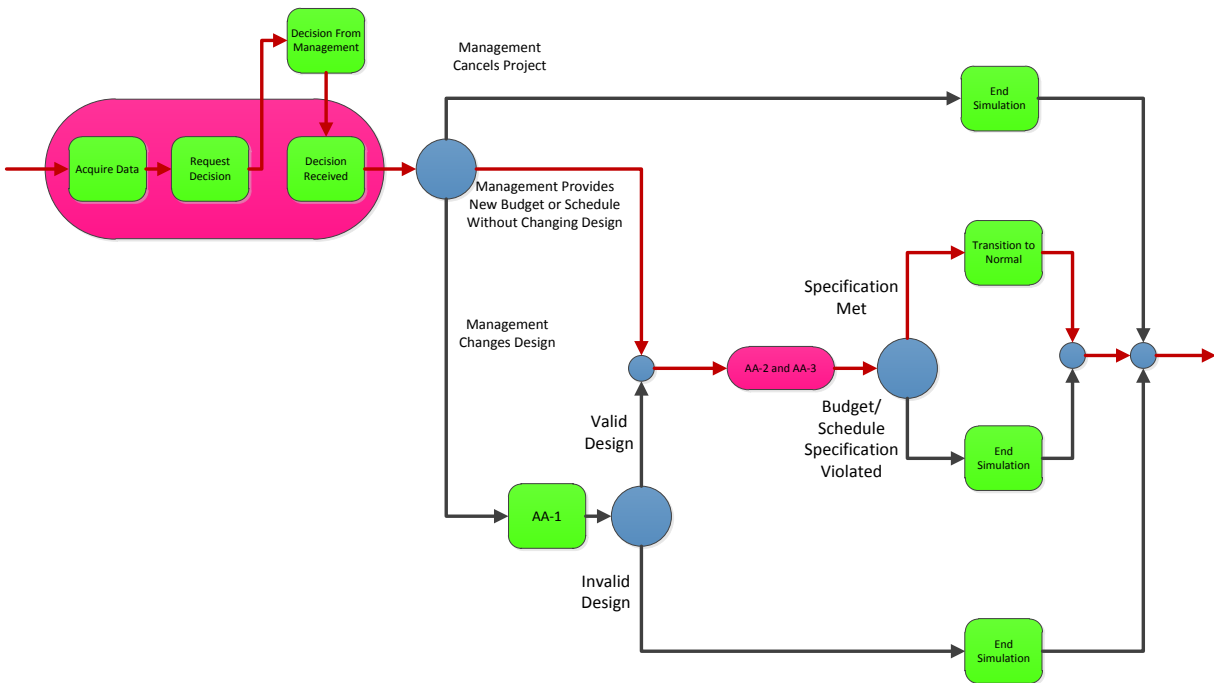 Decision From
Management
Management
Cancels Project
End
Simulation
Acquire Data
Request
Decision
Decision
Received
Management Provides
New Budget or Schedule
Without Changing Design
Transition to
Normal
Specification
Met
Management
Changes Design
AA-2 and AA-3
Budget/
Schedule
Specification
Violated
Valid
Design
End
Simulation
AA-1
Invalid
Design
End
Simulation